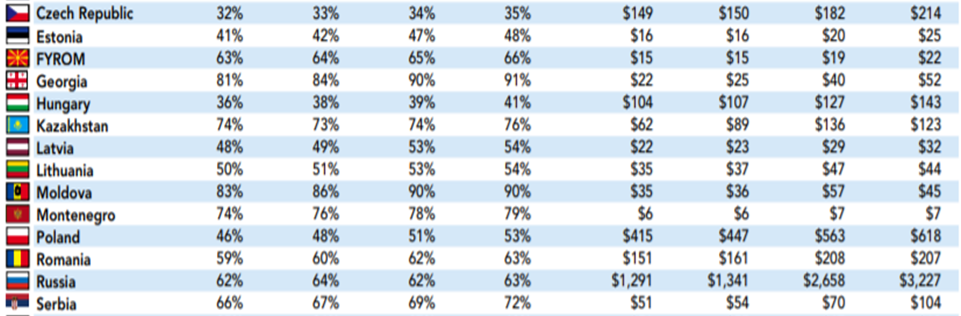 Czech Republic 32% 33% 34% 35% $149 $150 $182 $214
Estonia 41% 42% 47% 48% $16 $16 $20 $25
FYROM 63% 64% 65% 66% $15 $15 $19 $22
Georgia 81% 84% 90% 91% $22 $25 $40 $52
Hungary 36% 38% 39% 41% $104 $107 $127 $143
Kazakhstan 74% 73% 74% 76% $62 $89 $136 $123
Latvia 48% 49% 53% 54% $22 $23 $29 $32
Lithuania 50% 51% 53% 54% $35 $37 $47 $44
Moldova 83% 86% 90% 90% $35 $36 $57 $45
Montenegro 74% 76% 78% 79% $6 $6 $7 $7
Poland 46% 48% 51% 53% $415 $447 $563 $618
Romania 59% 60% 62% 63% $151 $161 $208 $207
Russia 62% 64% 62% 63% $1,291 $1,341 $2,658 $3,227
Serbia 66% 67% 69% 72% $51 $54 $70 $104